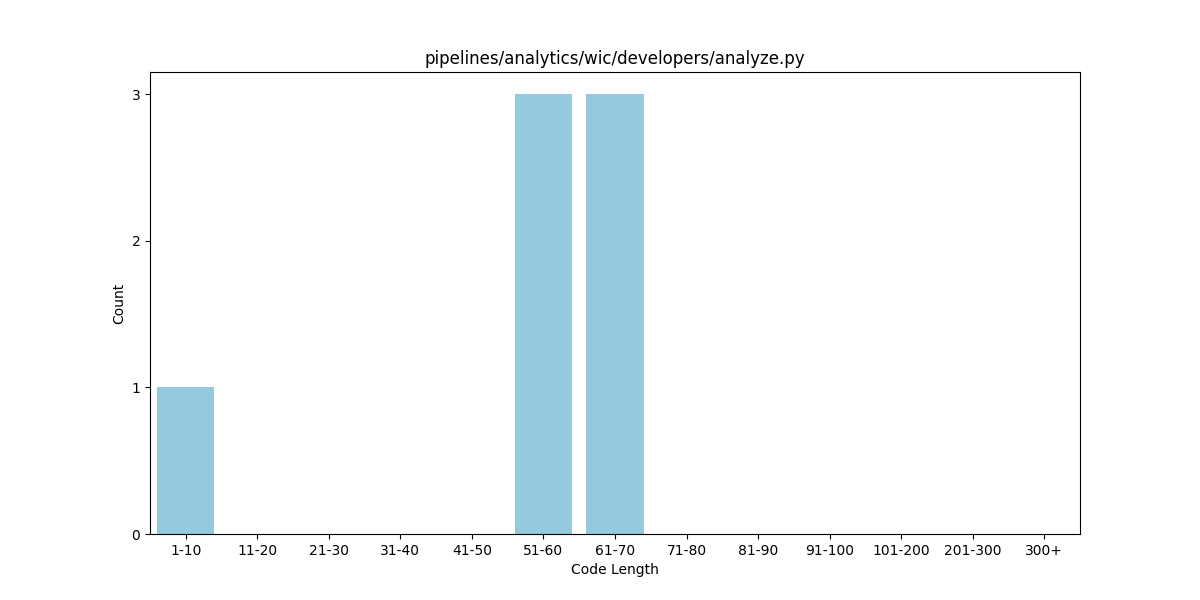 pipelines/analytics/wic/developers/analyze.py
3
2
1
0
Count
1-10 11-20 21-30 31-40 41-50 51-60 61-70 71-80 81-90 91-100 101-200 201-300 300+
Code Length